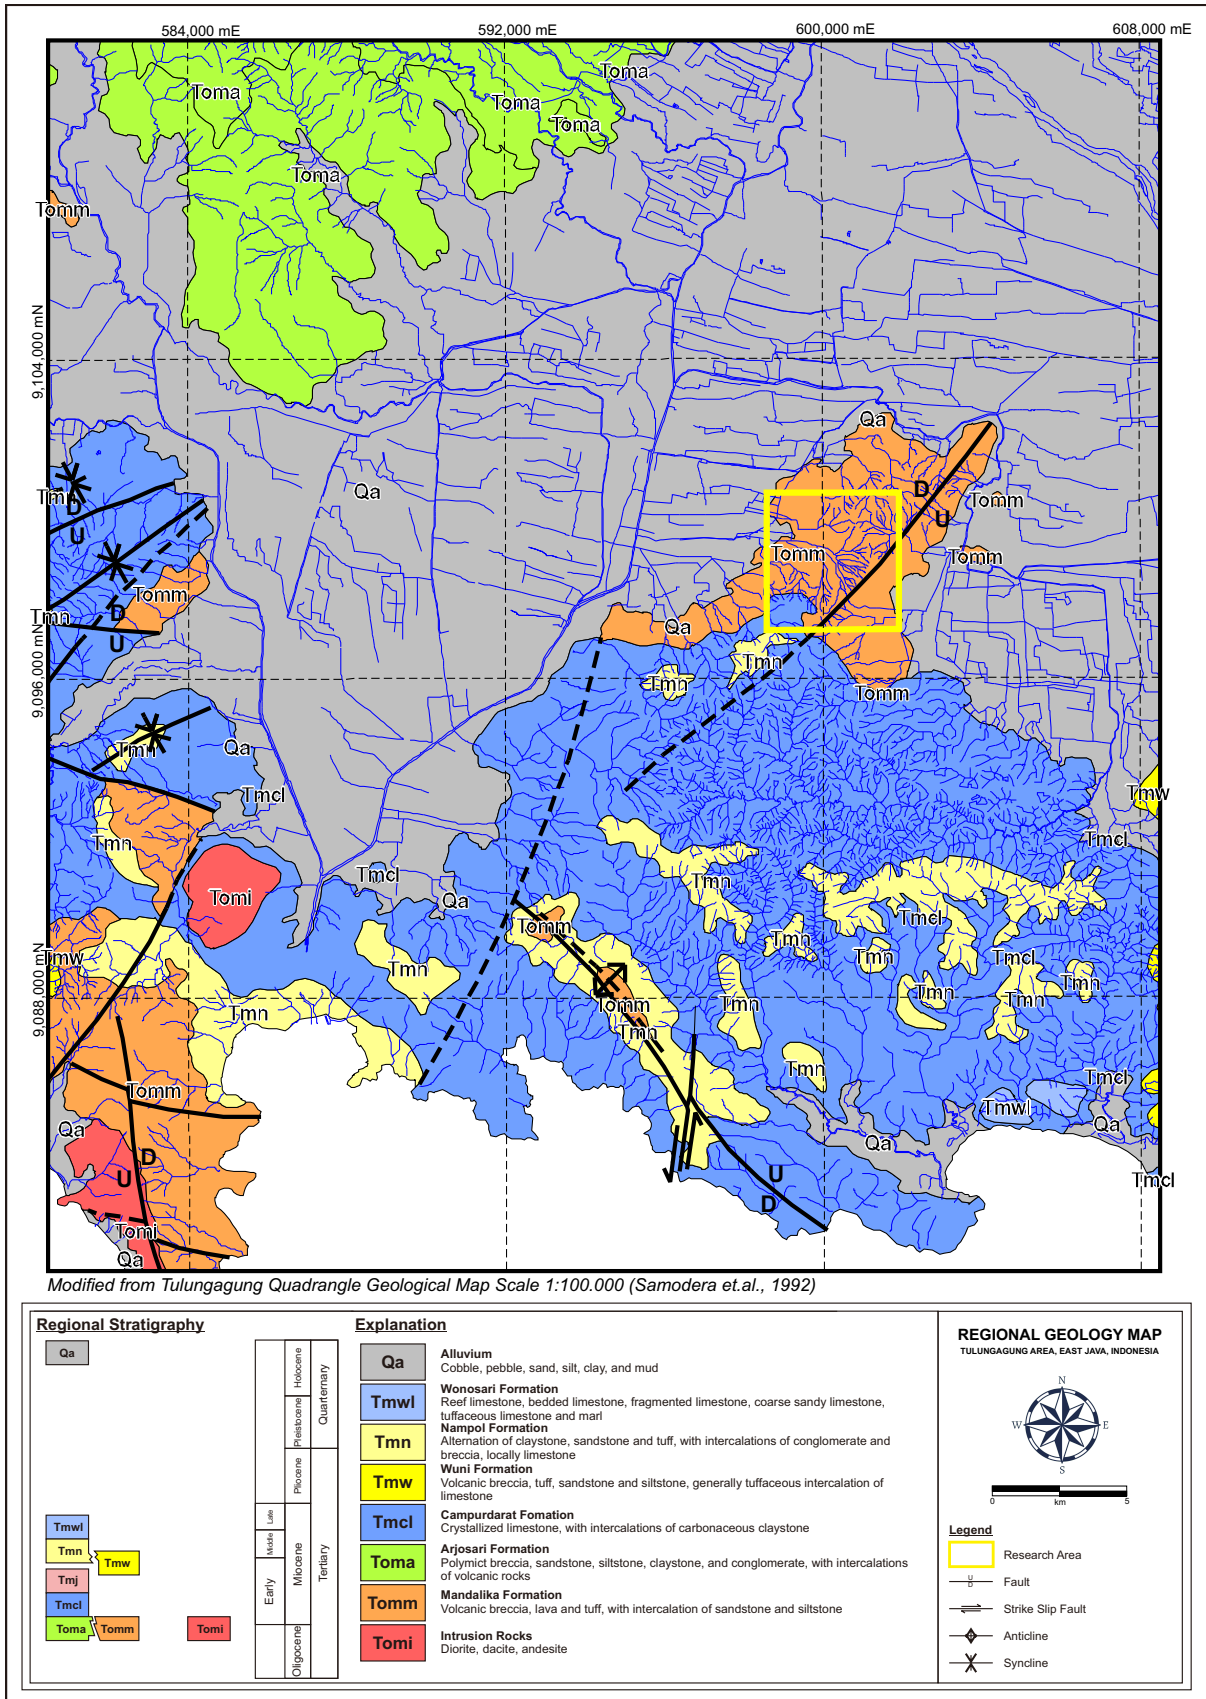 584,000 mE
592,000 mE
600,000 mE
608,000 mE
9,104,000 mN
9,096,000 mN
9,088,000 mN
Toma
Toma
Toma
Toma
Toma
Tomm
Qa
Qa
Tmn
D
U
D
U
Tomm
Tomm
Tomm
Tomm
Tmn
D
U
Qa
Tmn
Tmn
Tomm
Tmn
Qa
Tmcl
Tmw
Tmn
Tmcl
Tomi
Tmcl
Qa
Tmn
Tmcl
Tomm
Tmn
Tmw
Tmn
Tmn
Tmcl
Tmn
Tmn
Tmn
Tmn
Tomm
Tmn
Tmn
Tmn
Tomm
Tmn
Tmcl
Tmwl
Qa
Qa
Qa
D
U
U
D
Tmcl
Tomi
Qa
Modified from Tulungagung Quadrangle Geological Map Scale 1:100.000 (Samodera et.al., 1992)
Regional Stratigraphy
Qa
Tmwl
Tmn
Tmw
Tmj
Tmcl
Toma
Tomm
Tomi
Holocene
Pleistocene
Quarternary
Pliocene
Late
Middle
Early
Miocene
Oligocene
Tertiary
Explanation
Qa
Alluvium
Cobble, pebble, sand, silt, clay, and mud
Tmwl
Wonosari Formation
Reef limestone, bedded limestone, fragmented limestone, coarse sandy limestone,
tuffaceous limestone and marl
Tmn
Nampol Formation
Alternation of claystone, sandstone and tuff, with intercalations of conglomerate and
breccia, locally limestone
Tmw
Wuni Formation
Volcanic breccia, tuff, sandstone and siltstone, generally tuffaceous intercalation of
limestone
Tmcl
Campurdarat Fomation
Crystallized limestone, with intercalations of carbonaceous claystone
Toma
Arjosari Formation
Polymict breccia, sandstone, siltstone, claystone, and conglomerate, with intercalations
of volcanic rocks
Tomm
Mandalika Formation
Volcanic breccia, lava and tuff, with intercalation of sandstone and siltstone
Tomi
Intrusion Rocks
Diorite, dacite, andesite
REGIONAL GEOLOGY MAP
TULUNGAGUNG AREA, EAST JAVA, INDONESIA
N
W
E
S
0
km
5
Legend
Research Area
U
D
Fault
Strike Slip Fault
Anticline
Syncline